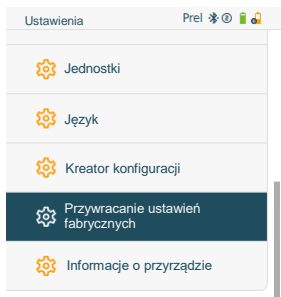 Ustawienia Prel
Jednostki
Język
Kreator konfiguracji
Przywracanie ustawień
fabrycznych
Informacje o przyrządzie